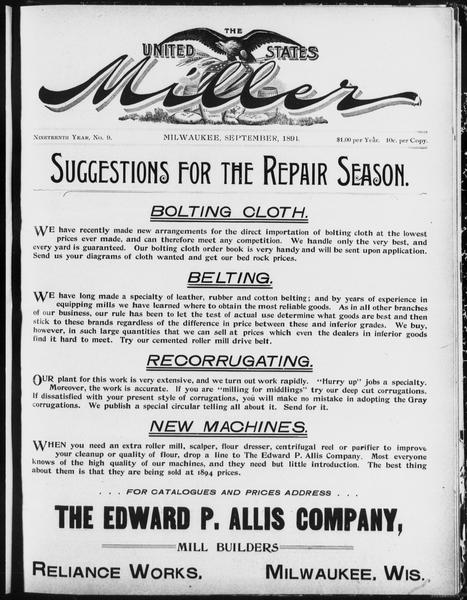 THE
UNITED STATES
Miller
NINETEENTH YEAR, NO. 9. MILWAUKEE, SEPTEMBER, 1894. $1.00 per Year. 10c. per Copy.
SUGGESTIONS FOR THE REPAIR SEASON.
BOLTING CLOTH.
WE have recently made new arrangements for the direct importation of bolting cloth at the lowest
prices ever made, and can therefore meet any competition. We handle only the very best, and
every yard is guaranteed. Our bolting cloth order book is very handy and will be sent upon application.
Send us your diagrams of cloth wanted and get our bed rock prices.
BELTING.
WE have long made a specialty of leather, rubber and cotton belting; and by years of experience in
equipping mills we have learned where to obtain the most reliable goods. As in all other branches
of our business, our rule has been to let the test of actual use determine what goods are best and then
stick to these brands regardless of the difference in price between these and inferior grades. We buy,
however, in such large quantities that we can sell at prices which even the dealers in inferior goods
find it hard to meet. Try our cemented roller mill drive belt.
RECORRUGATING.
OUR plant for this work is very extensive, and we turn out work rapidly. "Hurry up" jobs a specialty.
Moreover, the work is accurate. If you are "milling for middlings" try our deep cut corrugations.
If dissatisfied with your present style of corrugations, you will make no mistake in adopting the Gray
corrugations. We publish a special circular telling all about it. Send for it.
NEW MACHINES.
WHEN you need an extra roller mill, scalper, flour dresser, centrifugal reel or purifier to improve
your cleanup or quality of flour, drop a line to The Edward P. Allis Company. Most everyone
knows of the high quality of our machines, and they need but little introduction. The best thing
about them is that they are being sold at 1894 prices.
. . . FOR CATALOGUES AND PRICES ADDRESS . . .
THE EDWARD P. ALLIS COMPANY,
MILL BUILDERS
RELIANCE WORKS, MILWAUKEE, WIS.